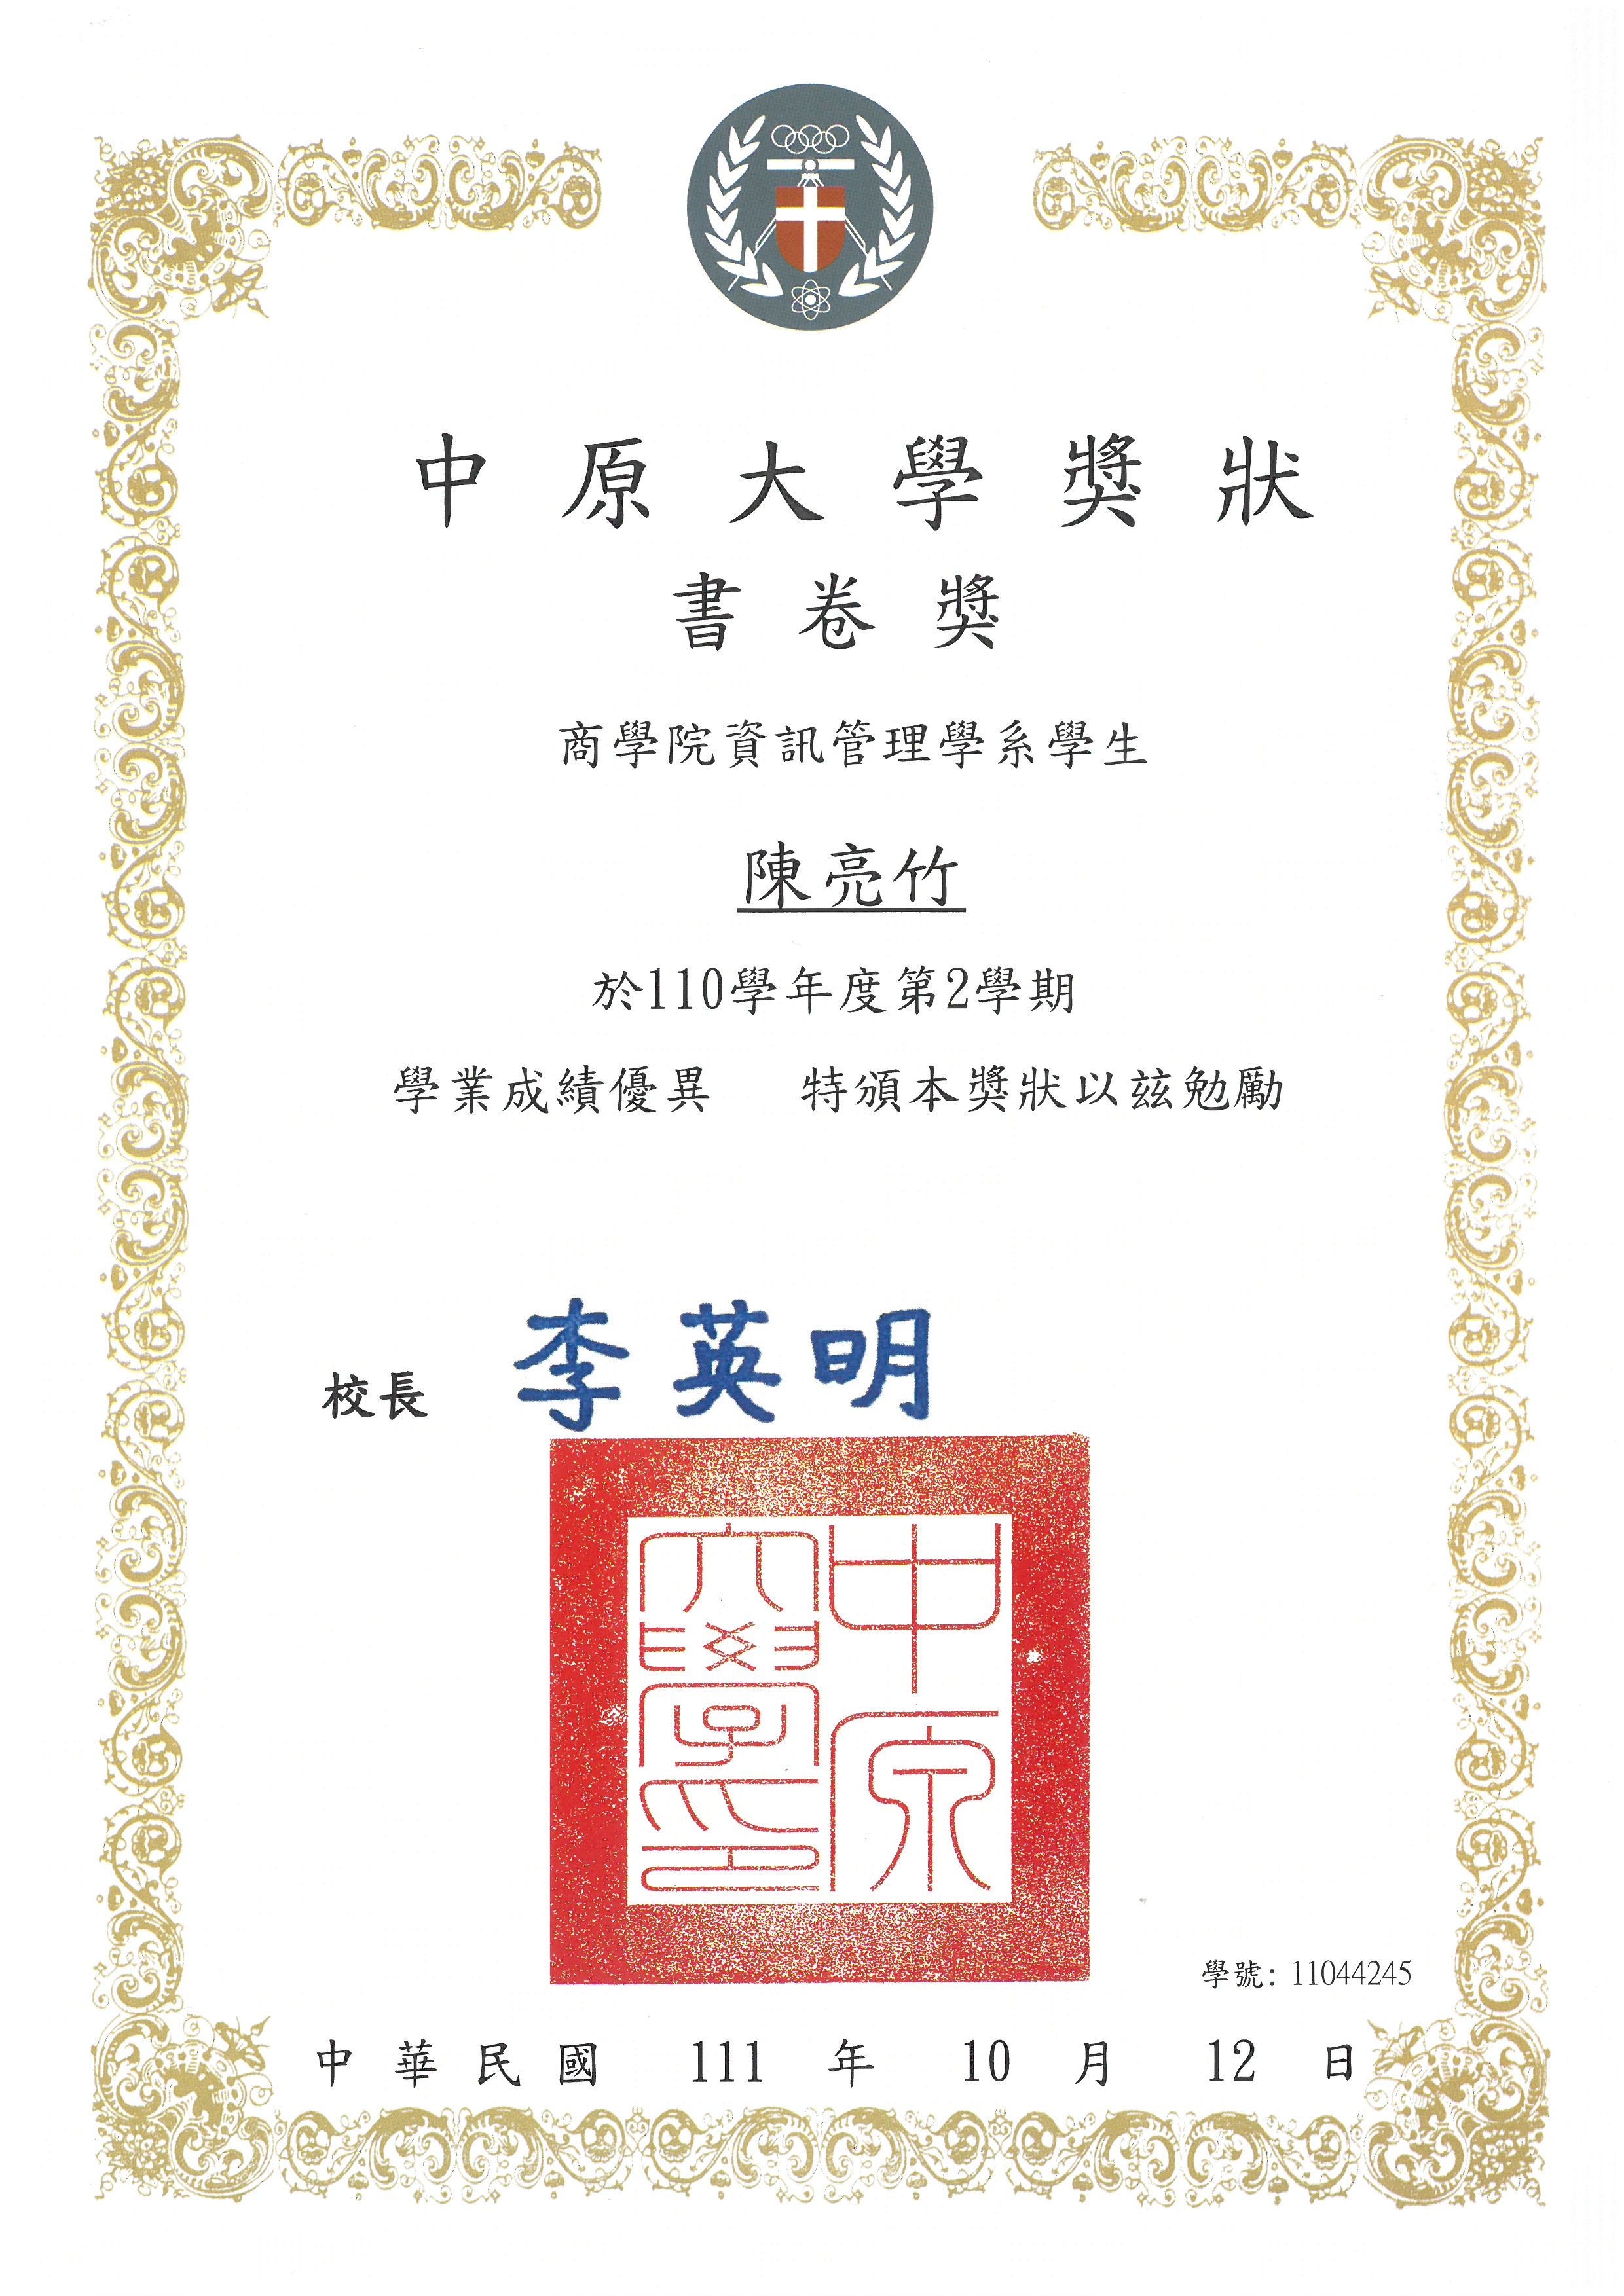 中原大學獎狀
書卷獎
商學院資訊管理學系學生
陳亮竹
於110學年度第2學期
學業成績優異 特頒本獎狀以茲勉勵
校長 李英明
中原大學印
學號: 11044245
中華民國 111 年 10 月 12 日